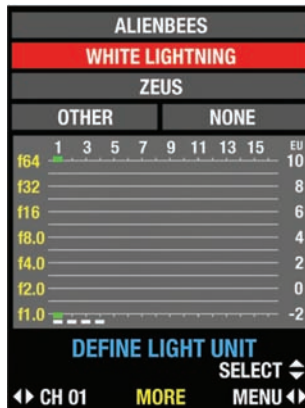 ALIENBEES
WHITE LIGHTNING
ZEUS
OTHER NONE
1 3 5 7 9 11 13 15 EU
f64 10
f32 8
f16 6
f8.0 4
f4.0 2
f2.0 0
f1.0 -2
DEFINE LIGHT UNIT
SELECT
CH 01 MORE MENU